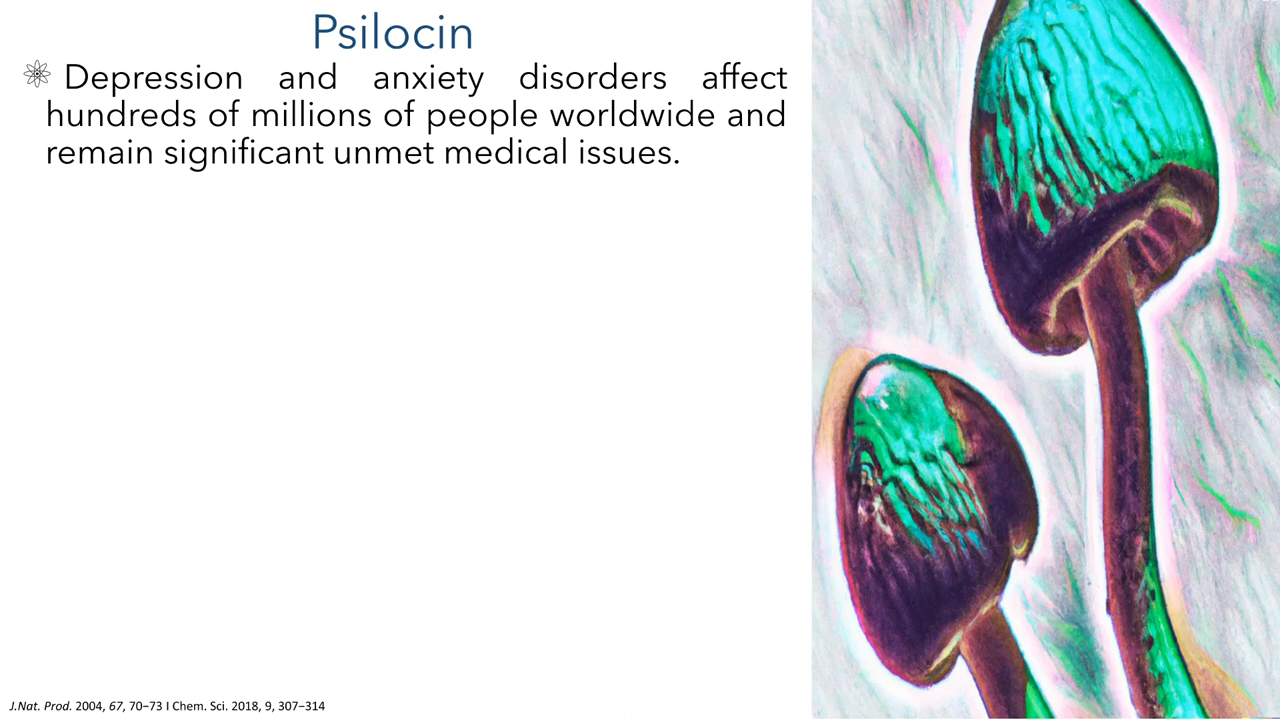 Psilocin
Depression and anxiety disorders affect
hundreds of millions of people worldwide and
remain significant unmet medical issues.
J.Nat. Prod. 2004, 67, 70−73 I Chem. Sci. 2018, 9, 307−314